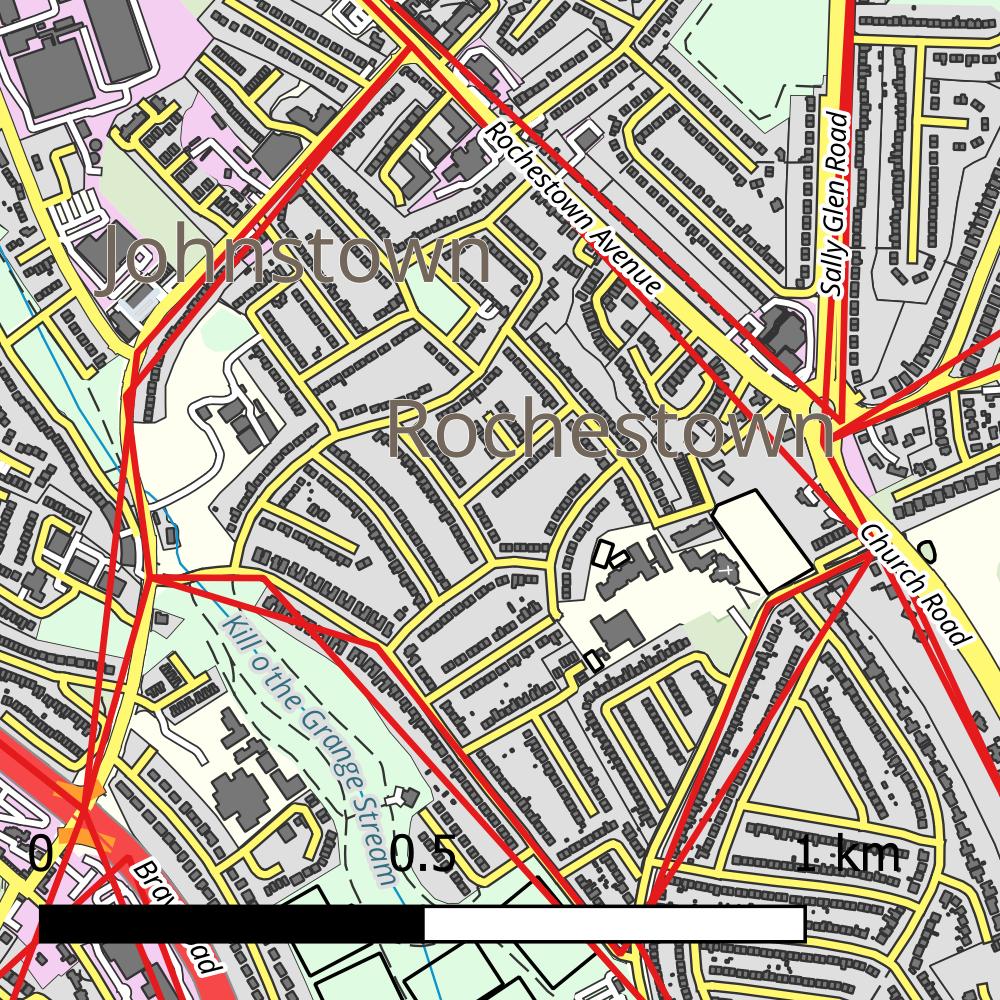 Rochestown Avenue
Sally Glen Road
Johnstown
Rochestown
Church Road
Kill-o'the Grange Stream
0 0.5 1 km